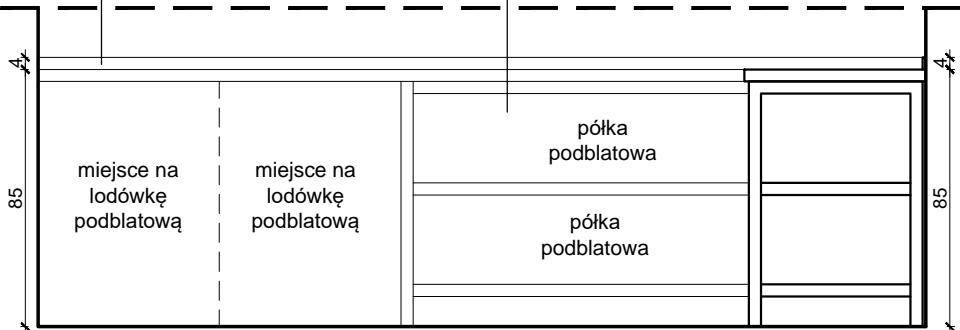 4
4
półka
podblatowa
miejsce na
lodówkę
podblatową
miejsce na
lodówkę
podblatową
85
85
półka
podblatowa